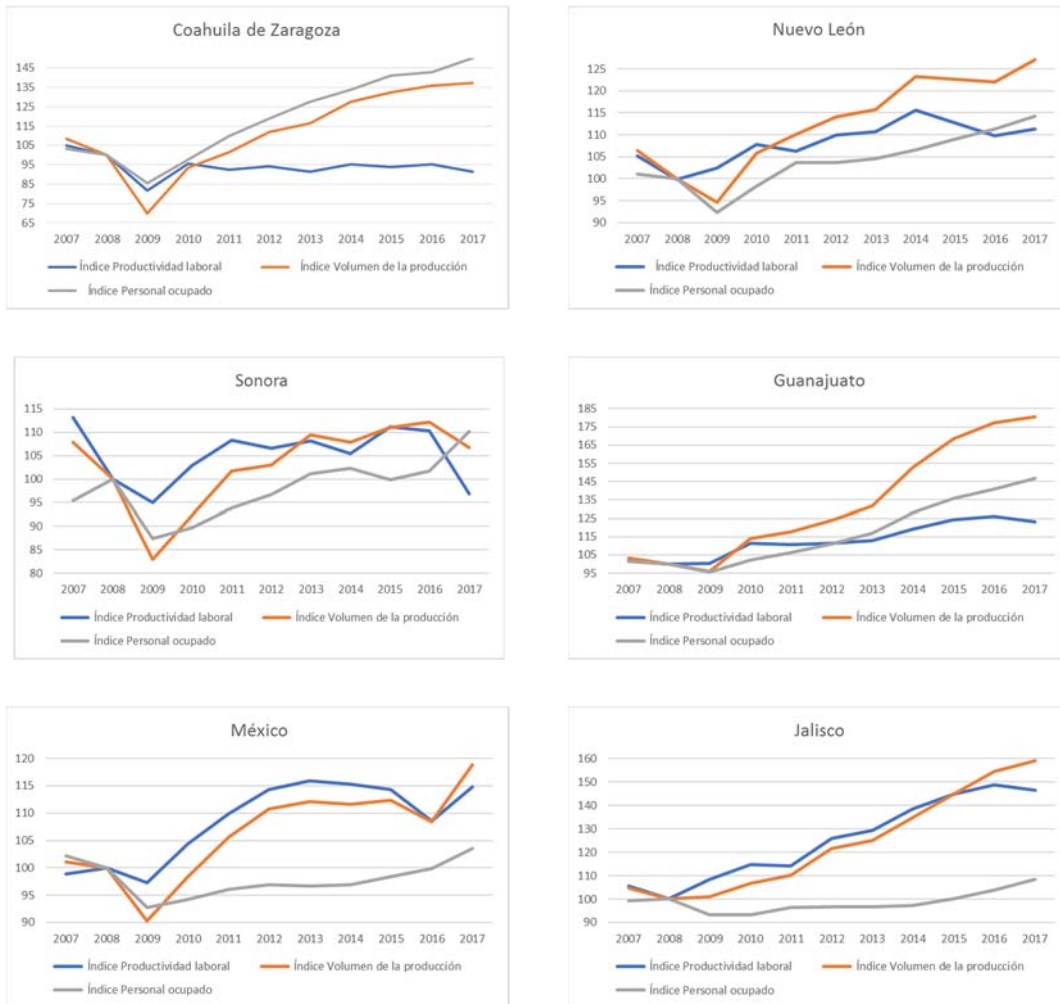 Coahuila de Zaragoza
145
135
125
115
105
95
85
75
65
2007 2008 2009 2010 2011 2012 2013 2014 2015 2016 2017
Índice Productividad laboral Índice Volumen de la producción
Índice Personal ocupado
Nuevo León
125
120
115
110
105
100
95
90
2007 2008 2009 2010 2011 2012 2013 2014 2015 2016 2017
Índice Productividad laboral Índice Volumen de la producción
Índice Personal ocupado
Sonora
115
110
105
100
95
90
85
80
2007 2008 2009 2010 2011 2012 2013 2014 2015 2016 2017
Índice Productividad laboral Índice Volumen de la producción
Índice Personal ocupado
Guanajuato
185
175
165
155
145
135
125
115
105
95
2007 2008 2009 2010 2011 2012 2013 2014 2015 2016 2017
Índice Productividad laboral Índice Volumen de la producción
Índice Personal ocupado
México
120
115
110
105
100
95
90
2007 2008 2009 2010 2011 2012 2013 2014 2015 2016 2017
Índice Productividad laboral Índice Volumen de la producción
Índice Personal ocupado
Jalisco
160
150
140
130
120
110
100
90
2007 2008 2009 2010 2011 2012 2013 2014 2015 2016 2017
Índice Productividad laboral Índice Volumen de la producción
Índice Personal ocupado